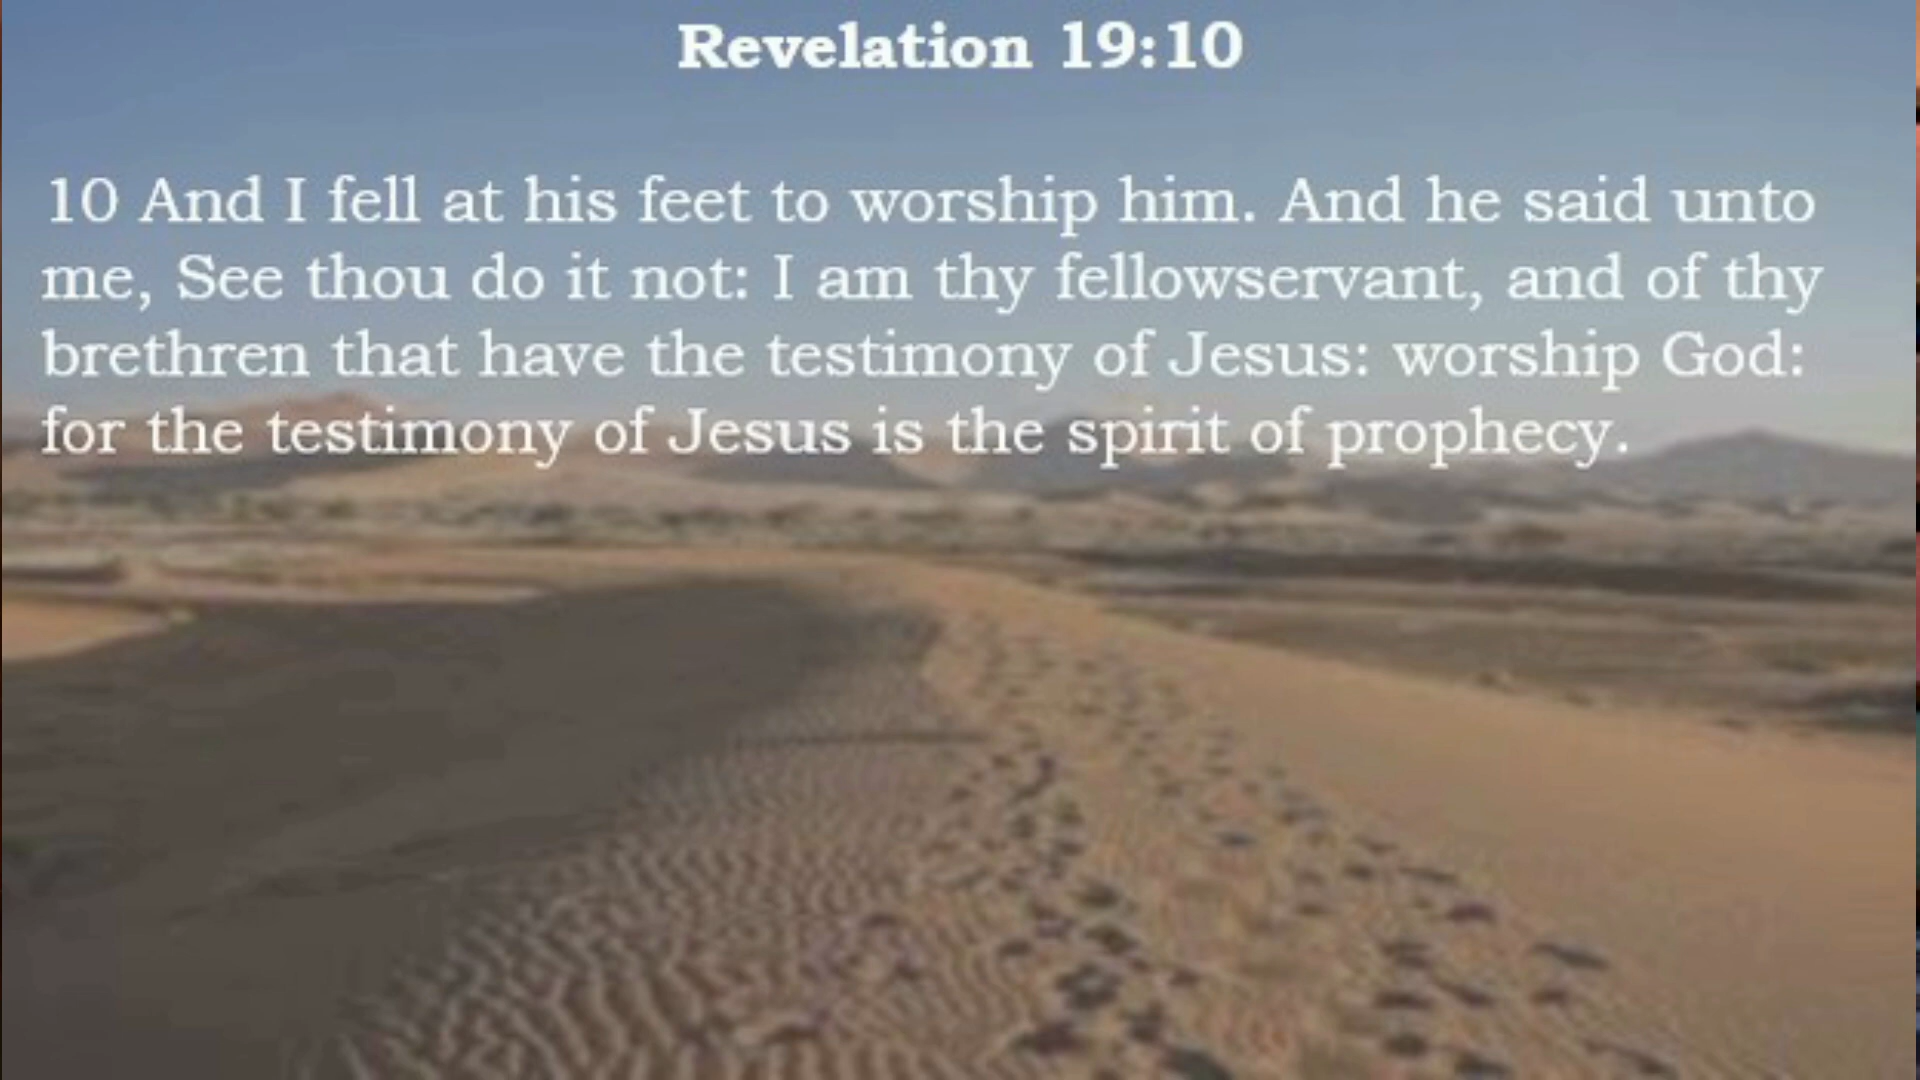 Revelation 19:10
10 And I fell at his feet to worship him. And he said unto
me, See thou do it not: I am thy fellowservant, and of thy
brethren that have the testimony of Jesus: worship God:
for the testimony of Jesus is the spirit of prophecy.